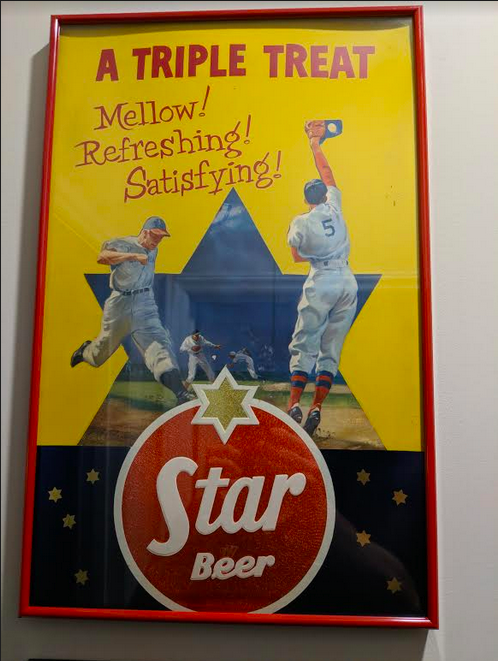 A TRIPLE TREAT
Mellow!
Refreshing!
Satisfying!
5
Star
Beer